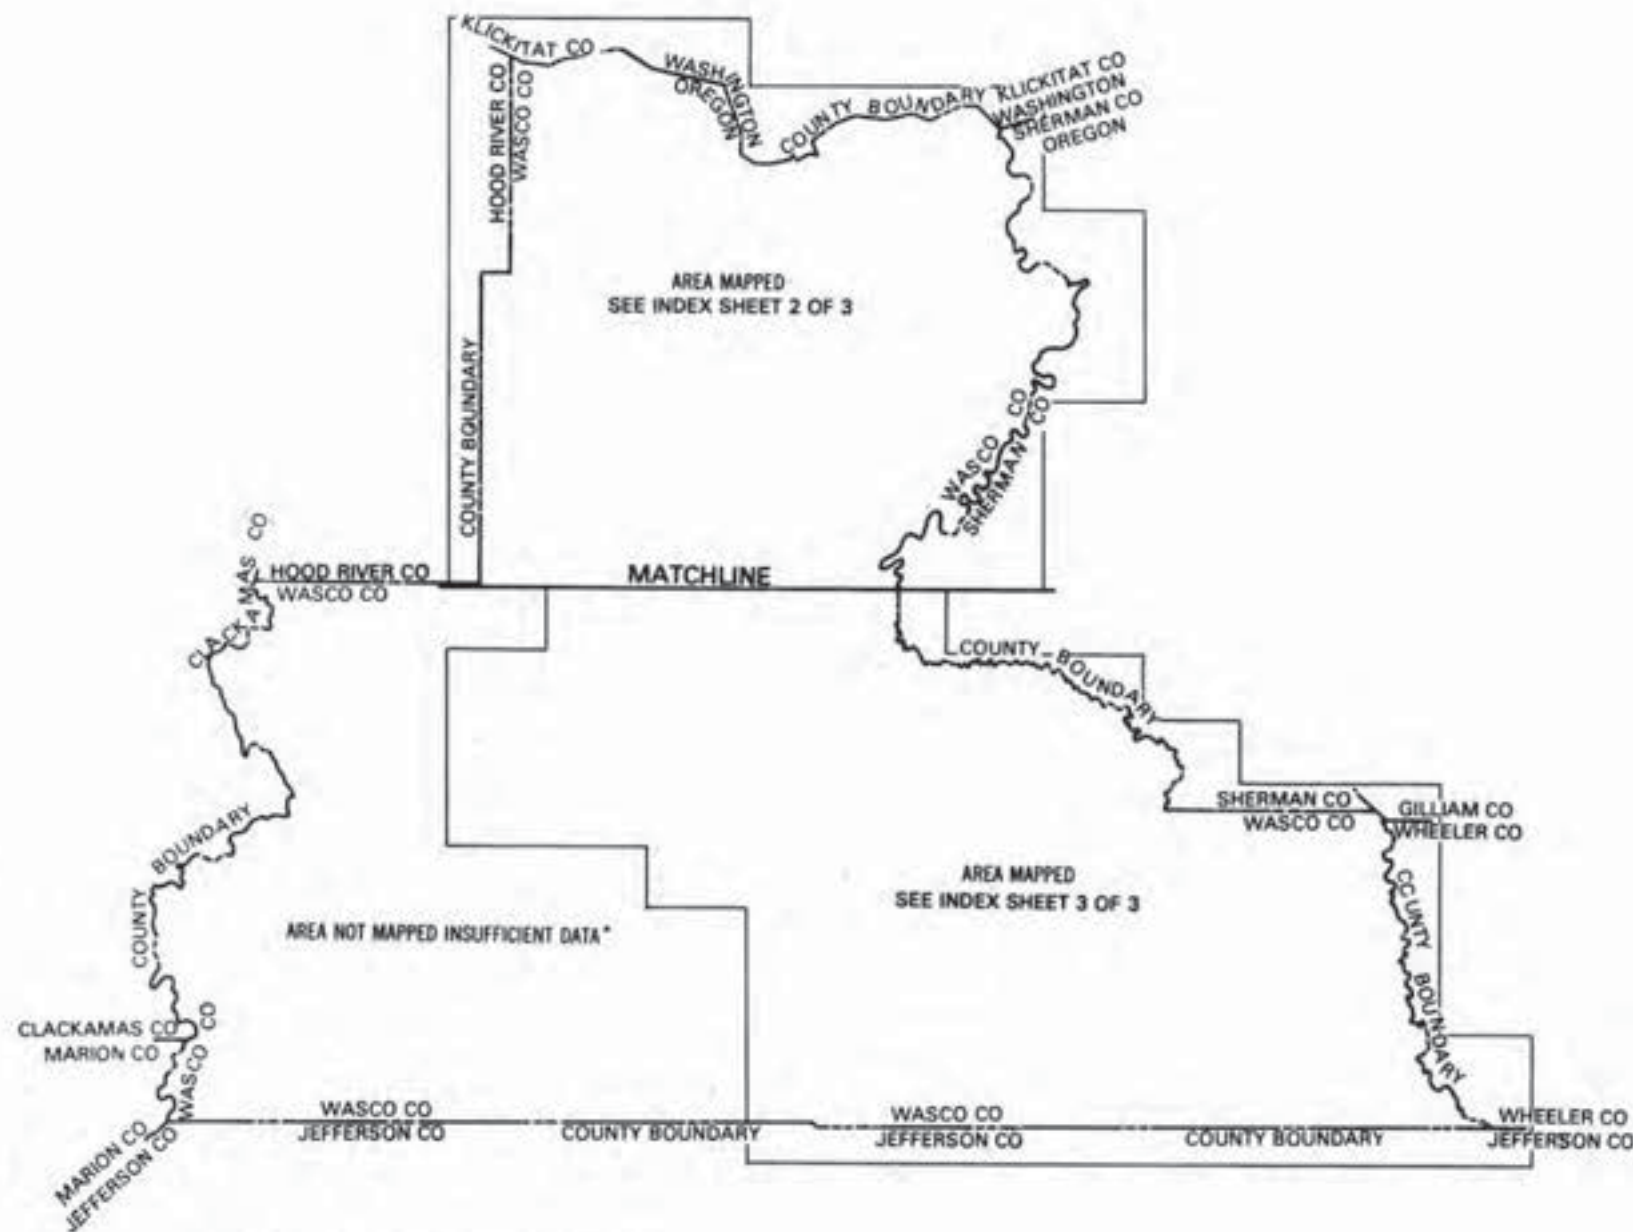 KLICKITAT CO
WASHINGTON
OREGON
COUNTY BOUNDARY
KLICKITAT CO
WASHINGTON
SHERMAN CO
OREGON
HOOD RIVER CO
WASCO CO
AREA MAPPED
SEE INDEX SHEET 2 OF 3
COUNTY BOUNDARY
WASCO CO
SHERMAN CO
CLACKAMAS CO
HOOD RIVER CO
WASCO CO
MATCHLINE
COUNTY BOUNDARY
SHERMAN CO
WASCO CO
GILLIAM CO
WHEELER CO
COUNTY BOUNDARY
AREA MAPPED
SEE INDEX SHEET 3 OF 3
AREA NOT MAPPED INSUFFICIENT DATA*
COUNTY BOUNDARY
CLACKAMAS CO
MARION CO
WASCO CO
MARION CO
JEFFERSON CO
WASCO CO
JEFFERSON CO
COUNTY BOUNDARY
WASCO CO
JEFFERSON CO
COUNTY BOUNDARY
WHEELER CO
JEFFERSON CO